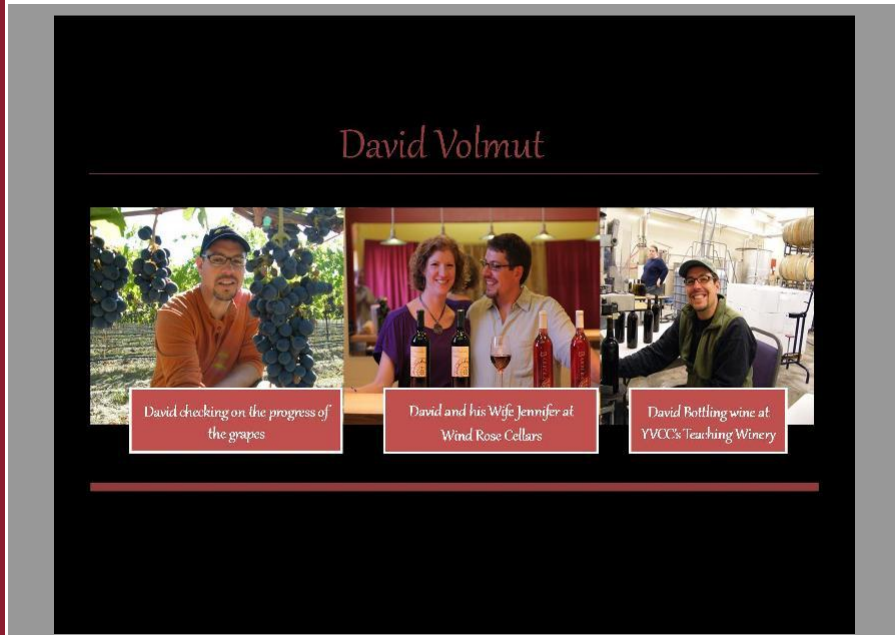 David Volmut
David checking on the progress of
the grapes
David and his Wife Jennifer at
Wind Rose Cellars
David Bottling wine at
YVCC's Teaching Winery